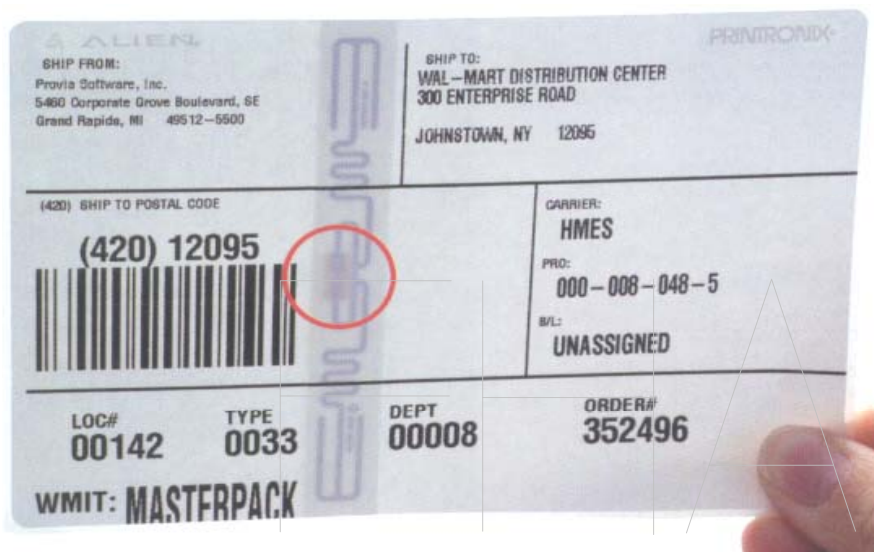 ALIEN
PRINTRONIX
SHIP FROM:
Provia Software, Inc.
5460 Corporate Grove Boulevard, SE
Grand Rapids, MI 49512-5500
SHIP TO:
WAL-MART DISTRIBUTION CENTER
300 ENTERPRISE ROAD
JOHNSTOWN, NY 12095
(420) SHIP TO POSTAL CODE
(420) 12095
CARRIER:
HMES
PRO:
000-008-048-5
B/L:
UNASSIGNED
LOC#
00142
TYPE
0033
DEPT
00008
ORDER#
352496
WMIT: MASTERPACK